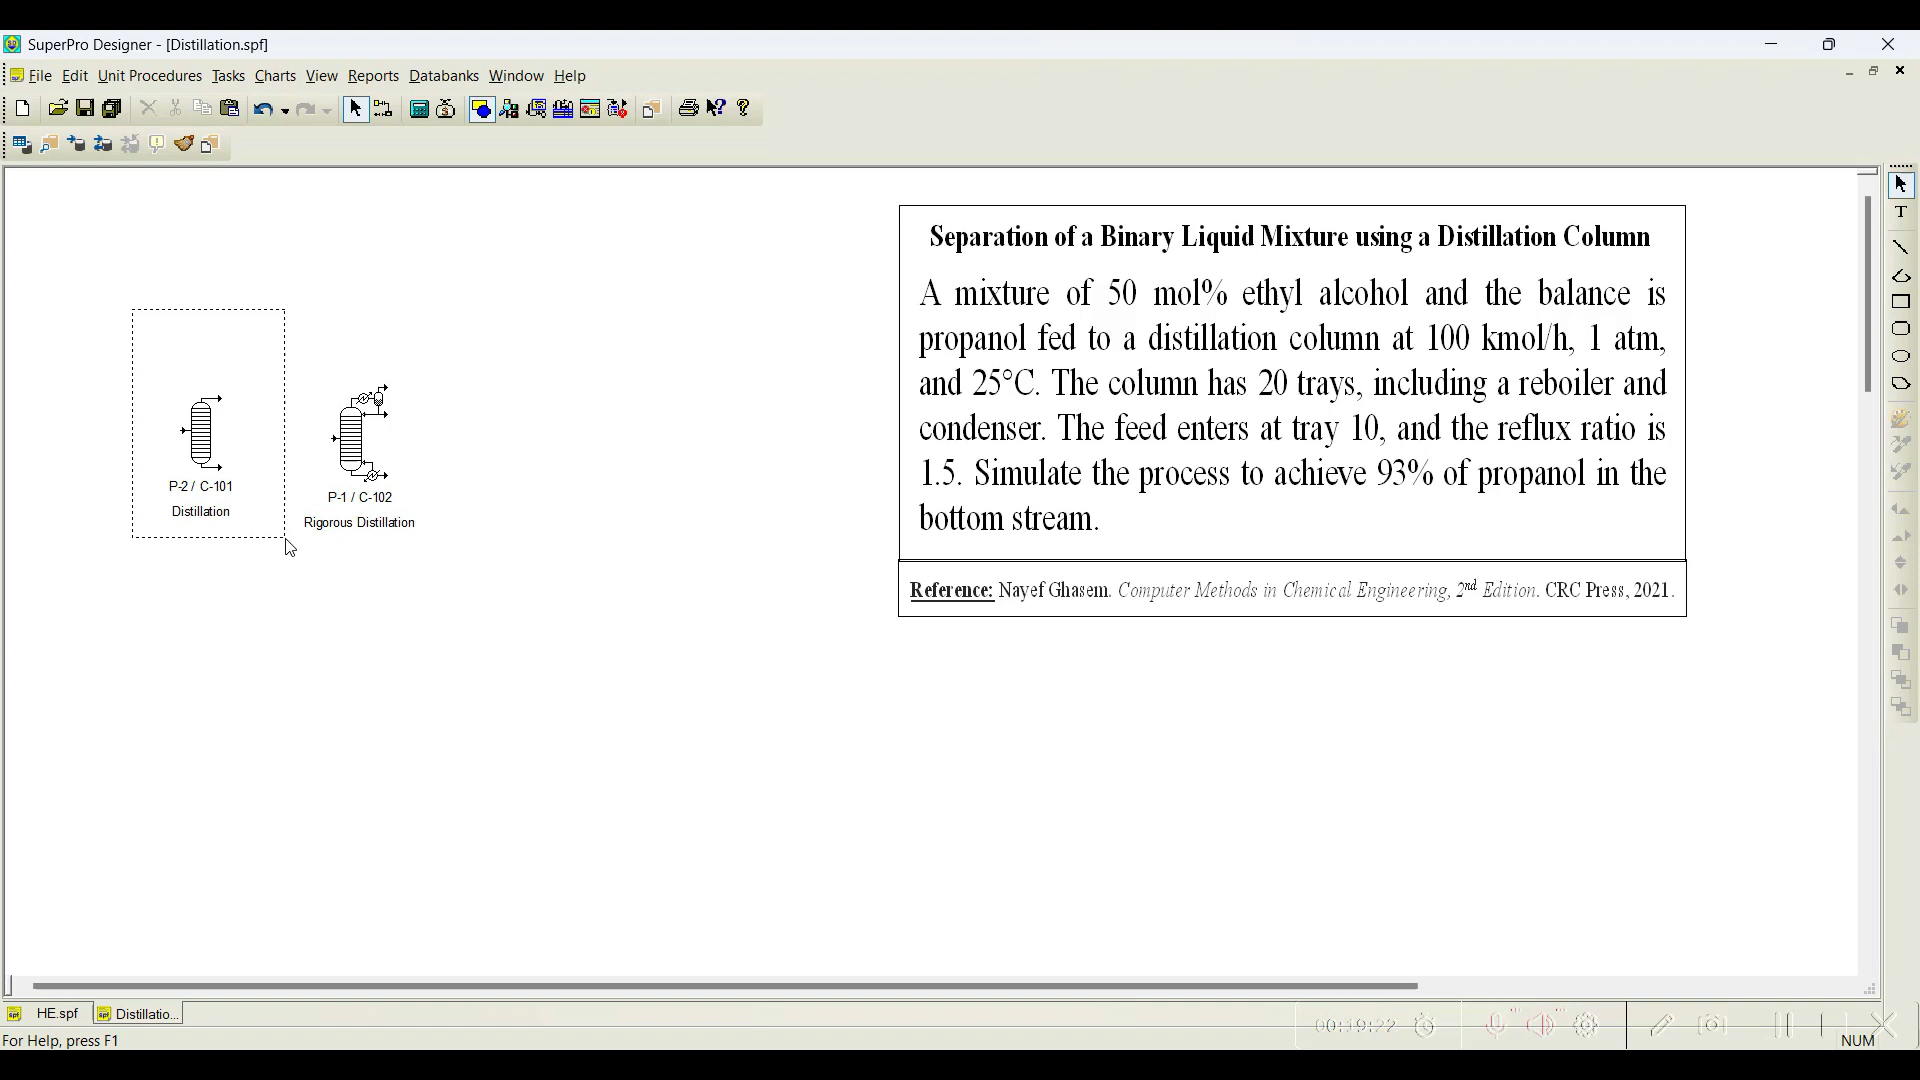 SuperPro Designer - [Distillation.spf]
File Edit Unit Procedures Tasks Charts View Reports Databanks Window Help
T
Separation of a Binary Liquid Mixture using a Distillation Column
A mixture of 50 mol% ethyl alcohol and the balance is
propanol fed to a distillation column at 100 kmol/h, 1 atm,
and 25°C. The column has 20 trays, including a reboiler and
condenser. The feed enters at tray 10, and the reflux ratio is
1.5. Simulate the process to achieve 93% of propanol in the
bottom stream.
Reference: Nayef Ghasem. Computer Methods in Chemical Engineering, 2nd Edition. CRC Press, 2021.
P-2 / C-101
Distillation
P-1 / C-102
Rigorous Distillation
HE.spf Distillatio...
00:19:22
For Help, press F1
NUM